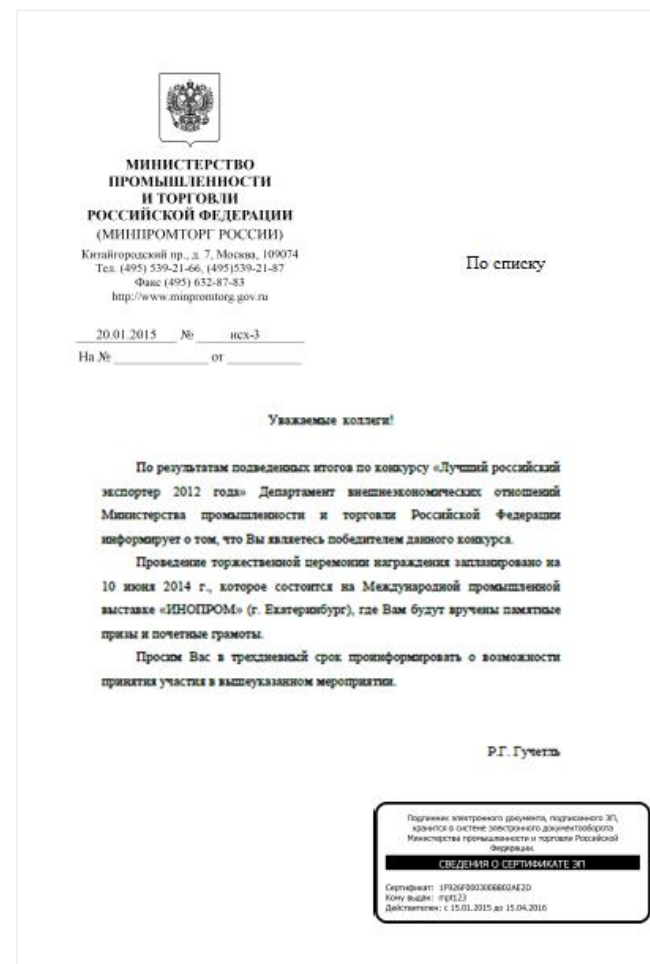 МИНИСТЕРСТВО
ПРОМЫШЛЕННОСТИ
И ТОРГОВЛИ
РОССИЙСКОЙ ФЕДЕРАЦИИ
(МИНПРОМТОРГ РОССИИ)
Китайгородский пр., д. 7, Москва, 109074
Тел. (495) 539-21-66, (495)539-21-87
Факс (495) 632-87-83
http://www.minpromtorg.gov.ru
По списку
20.01.2015 № исх-3
На № от
Уважаемые коллеги!
По результатам подведенных итогов по конкурсу «Лучший российский
экспортер 2012 года» Департамент внешнеэкономических отношений
Министерства промышленности и торговли Российской Федерации
информирует о том, что Вы являетесь победителем данного конкурса.
Проведение торжественной церемонии награждения запланировано на
10 июня 2014 г., которое состоится на Международной промышленной
выставке «ИНОПРОМ» (г. Екатеринбург), где Вам будут вручены памятные
призы и почетные грамоты.
Просим Вас в трехдневный срок проинформировать о возможности
принятия участия в вышеуказанном мероприятии.
Р.Г. Гучетль
Подлинник электронного документа, подписанного ЭП,
хранится в системе электронного документооборота
Министерства промышленности и торговли Российской
Федерации.
СВЕДЕНИЯ О СЕРТИФИКАТЕ ЭП
Сертификат: 1F926F000300BB02AE2D
Кому выдан: mpt123
Действителен: с 15.01.2015 до 15.04.2016